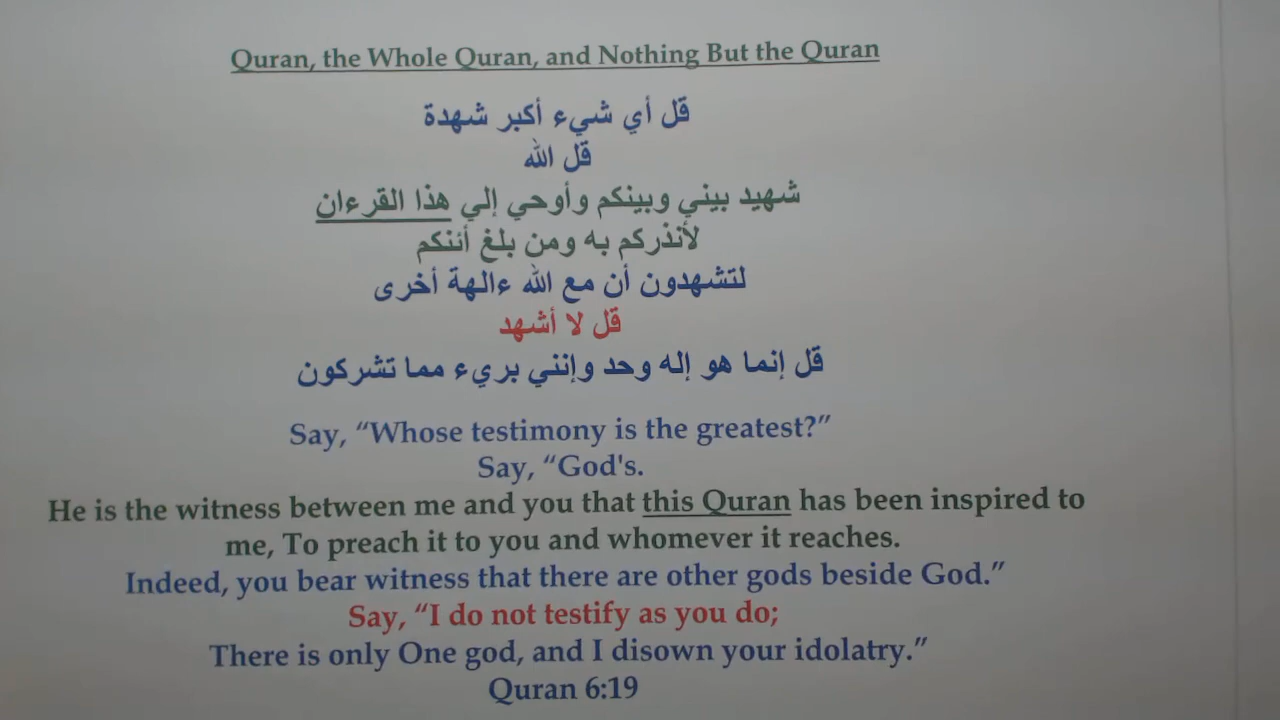 Quran, the Whole Quran, and Nothing But the Quran
قل أي شيء أكبر شهدة
قل الله
شهيد بيني وبينكم وأوحي إلي هذا القرءان
لأنذركم به ومن بلغ أئنكم
لتشهدون أن مع الله ءالهة أخرى
قل لا أشهد
قل إنما هو إله وحد وإنني بريء مما تشركون
Say, “Whose testimony is the greatest?”
Say, “God's.
He is the witness between me and you that this Quran has been inspired to
me, To preach it to you and whomever it reaches.
Indeed, you bear witness that there are other gods beside God.”
Say, “I do not testify as you do;
There is only One god, and I disown your idolatry.”
Quran 6:19